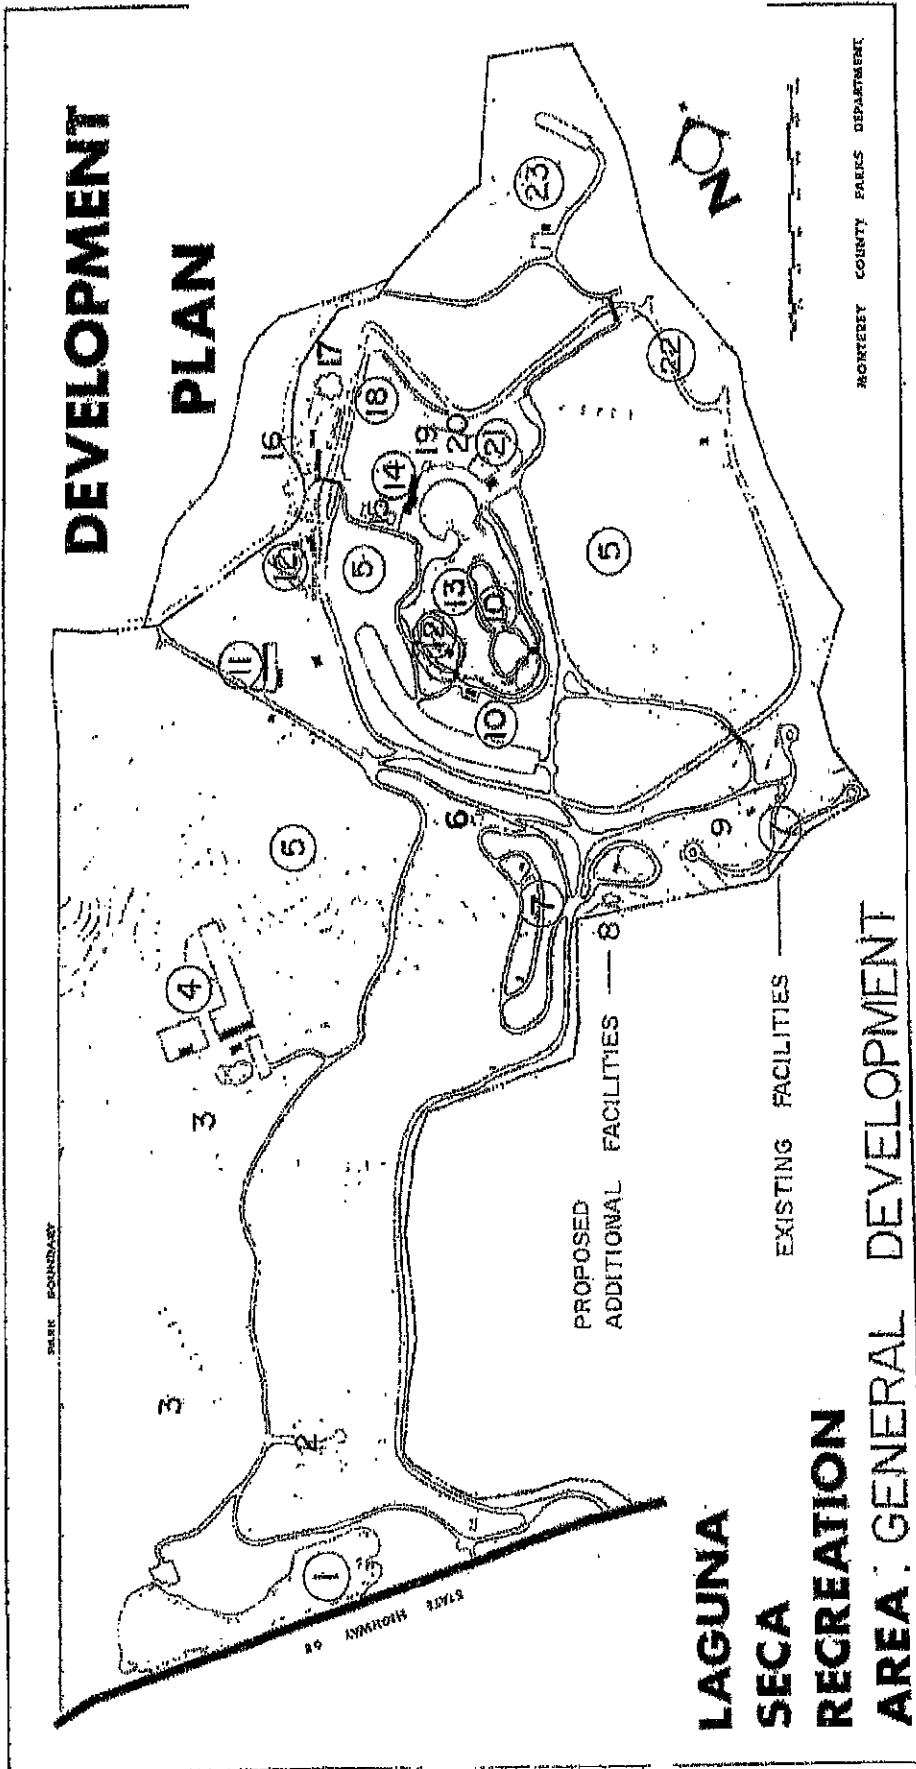 DEVELOPMENT
PLAN
PARK BOUNDARY
STATE HIGHWAY 68
1
2
3
3
4
5
5
5
6
7
7
8
9
10
10
11
12
12
13
14
15
16
17
18
19
20
21
22
23
N
PROPOSED
ADDITIONAL FACILITIES
EXISTING FACILITIES
LAGUNA
SECA
RECREATION
AREA: GENERAL DEVELOPMENT
MONTEREY COUNTY PARKS DEPARTMENT